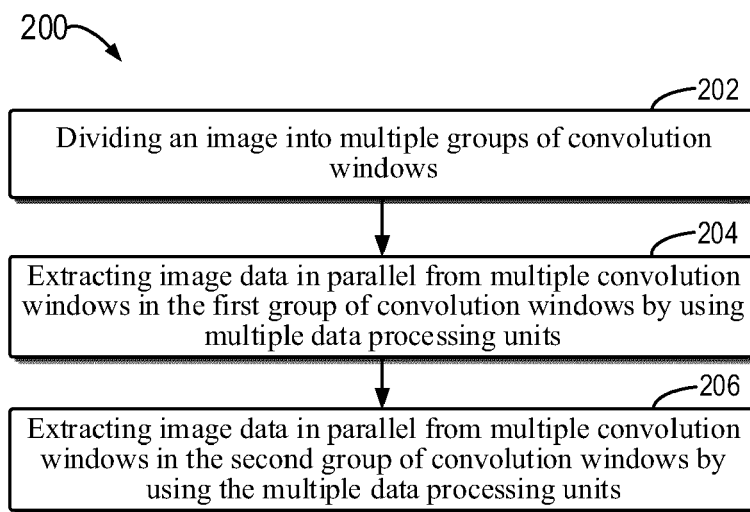 200
202
Dividing an image into multiple groups of convolution
windows
204
Extracting image data in parallel from multiple convolution
windows in the first group of convolution windows by using
multiple data processing units
206
Extracting image data in parallel from multiple convolution
windows in the second group of convolution windows by
using the multiple data processing units